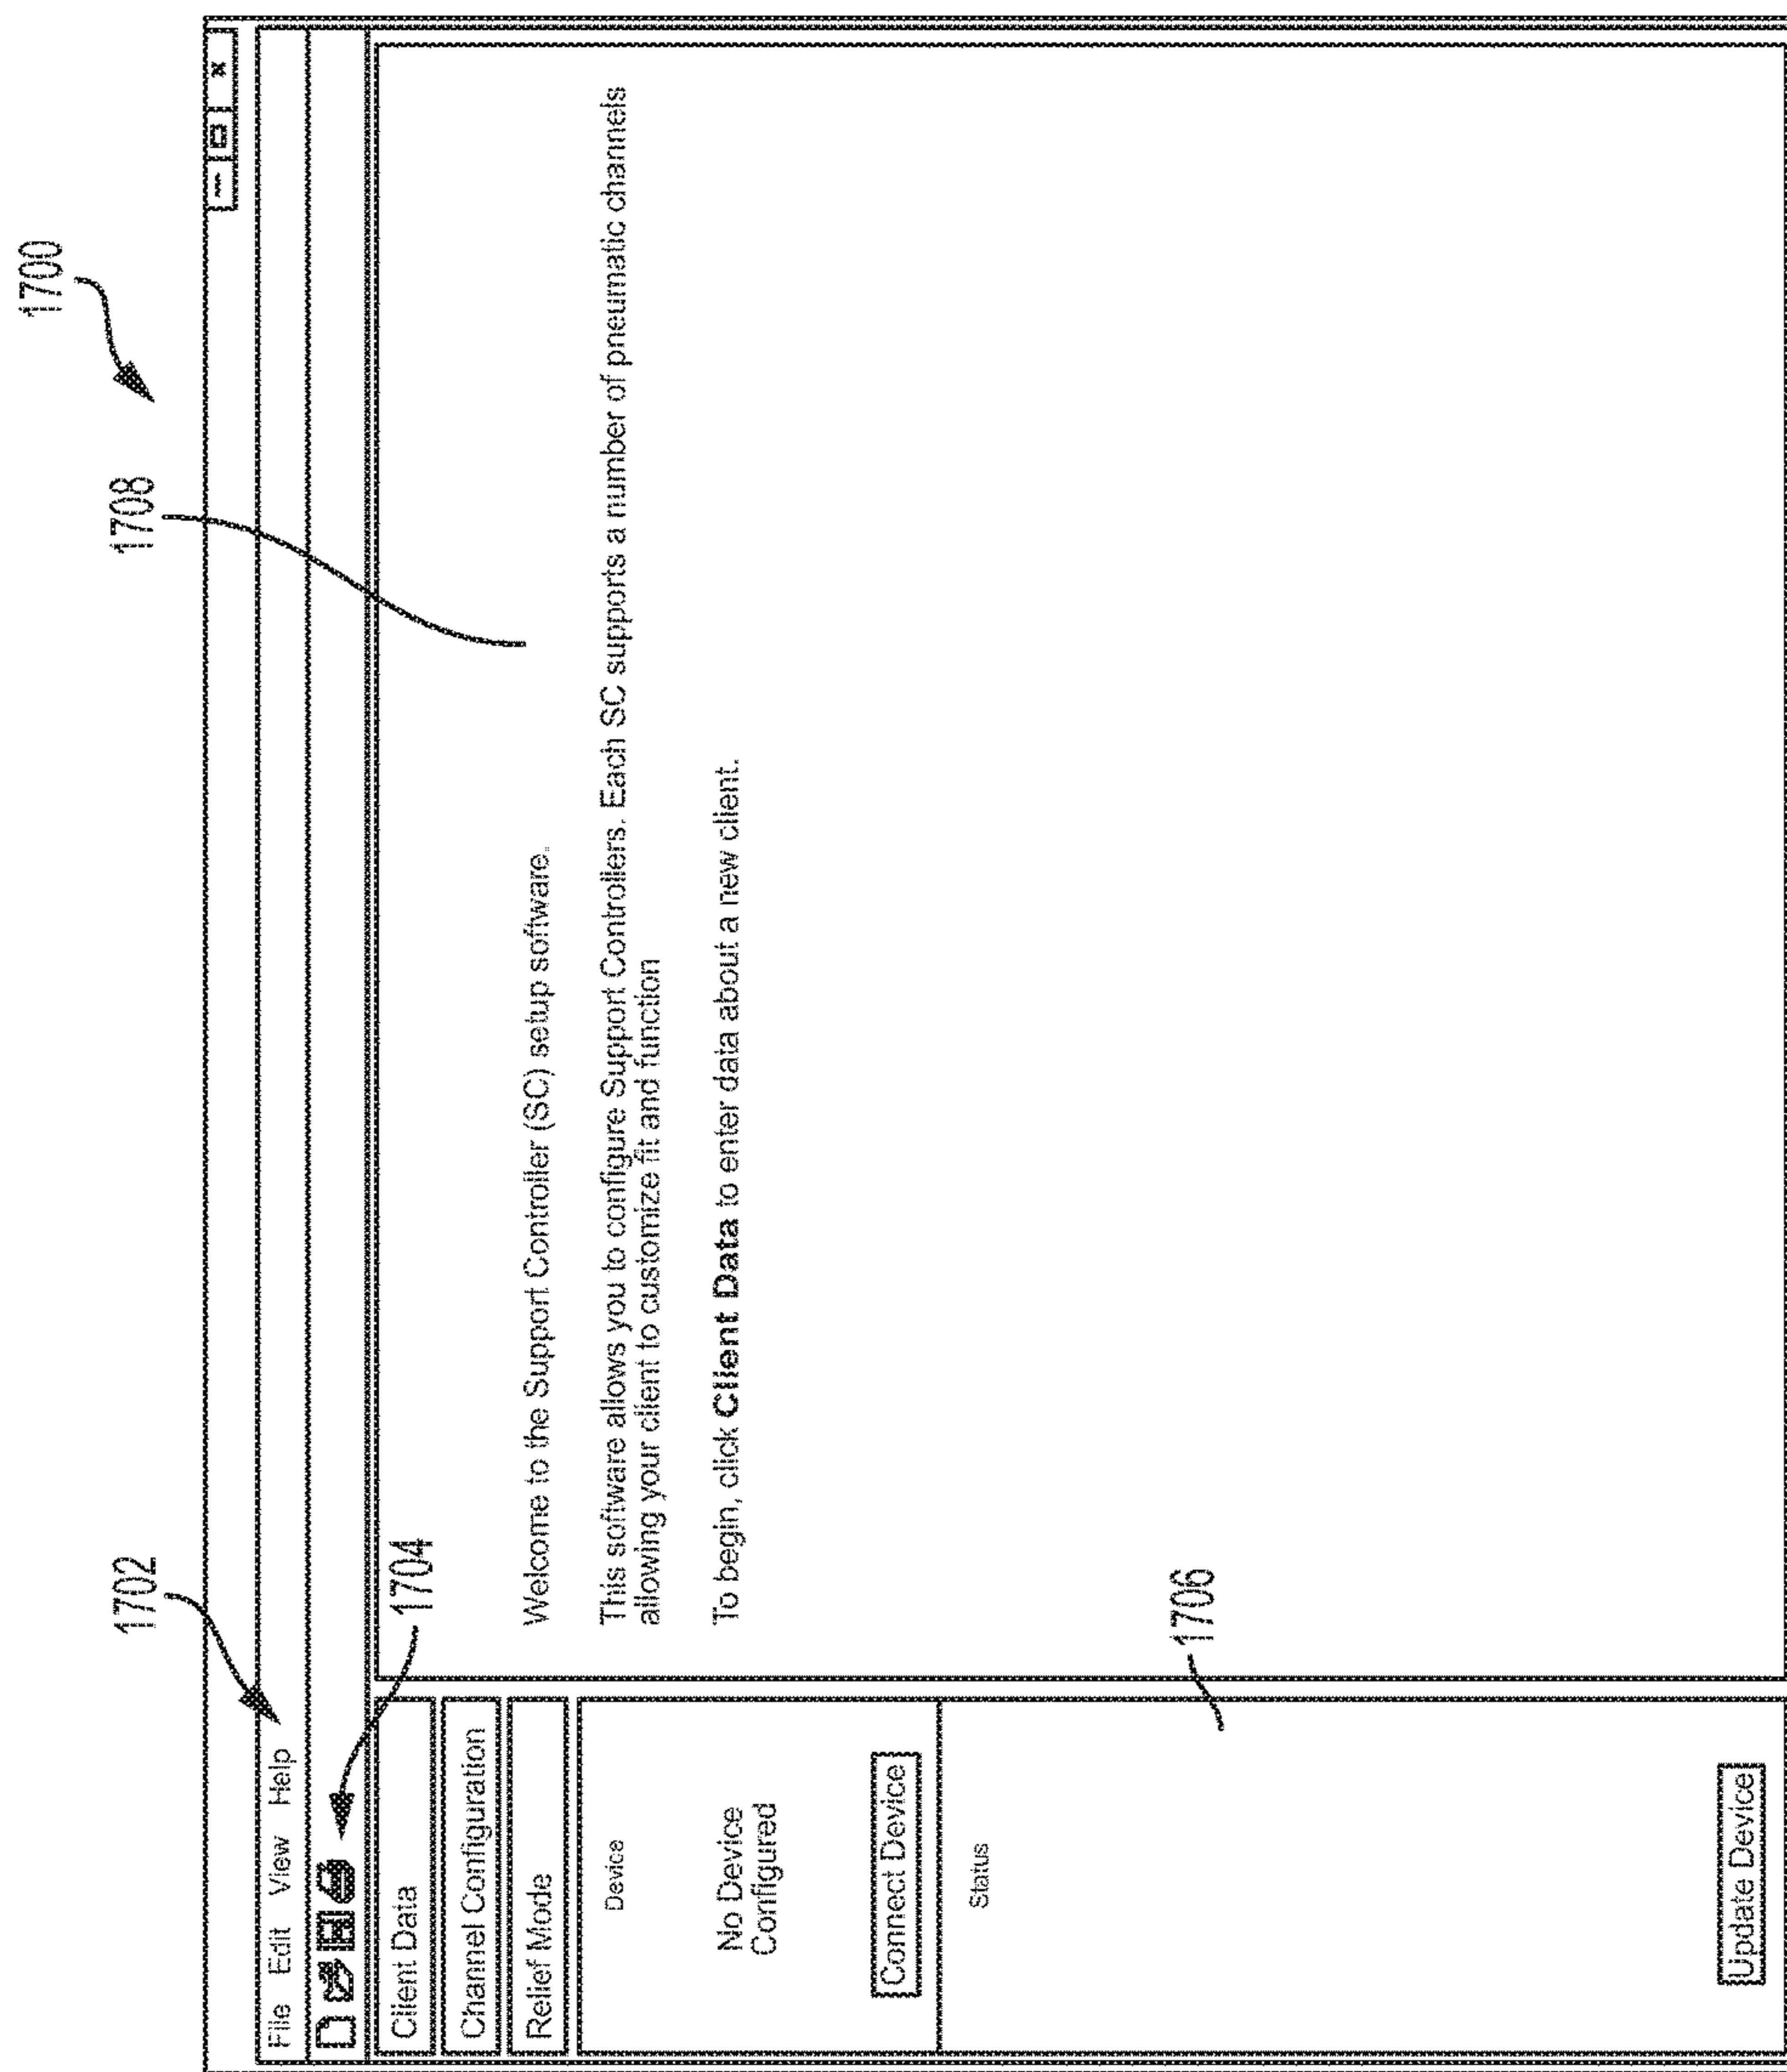 1700
1708
1702
File Edit View Help
1704
Client Data
Channel Configuration
Relief Mode
Device
No Device
Configured
Connect Device
Status
Update Device
1706
Welcome to the Support Controller (SC) setup software.
This software allows you to configure Support Controllers. Each SC supports a number of pneumatic channels
allowing your client to customize fit and function
To begin, click Client Data to enter data about a new client.